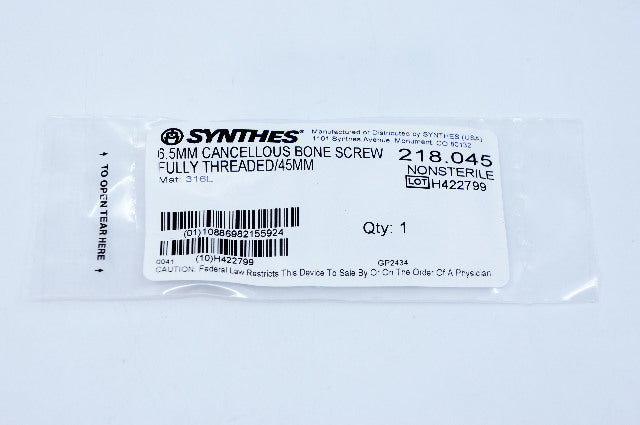 SYNTHES®
Manufactured or Distributed by SYNTHES (USA)
1101 Synthes Avenue, Monument, CO 80132
6.5MM CANCELLOUS BONE SCREW
FULLY THREADED/45MM
Mat: 316L
218.045
NONSTERILE
LOT H422799
(01)10886982155924
Qty: 1
(10)H422799
0041
GP2434
CAUTION: Federal Law Restricts This Device To Sale By Or On The Order Of A Physician
TO OPEN TEAR HERE